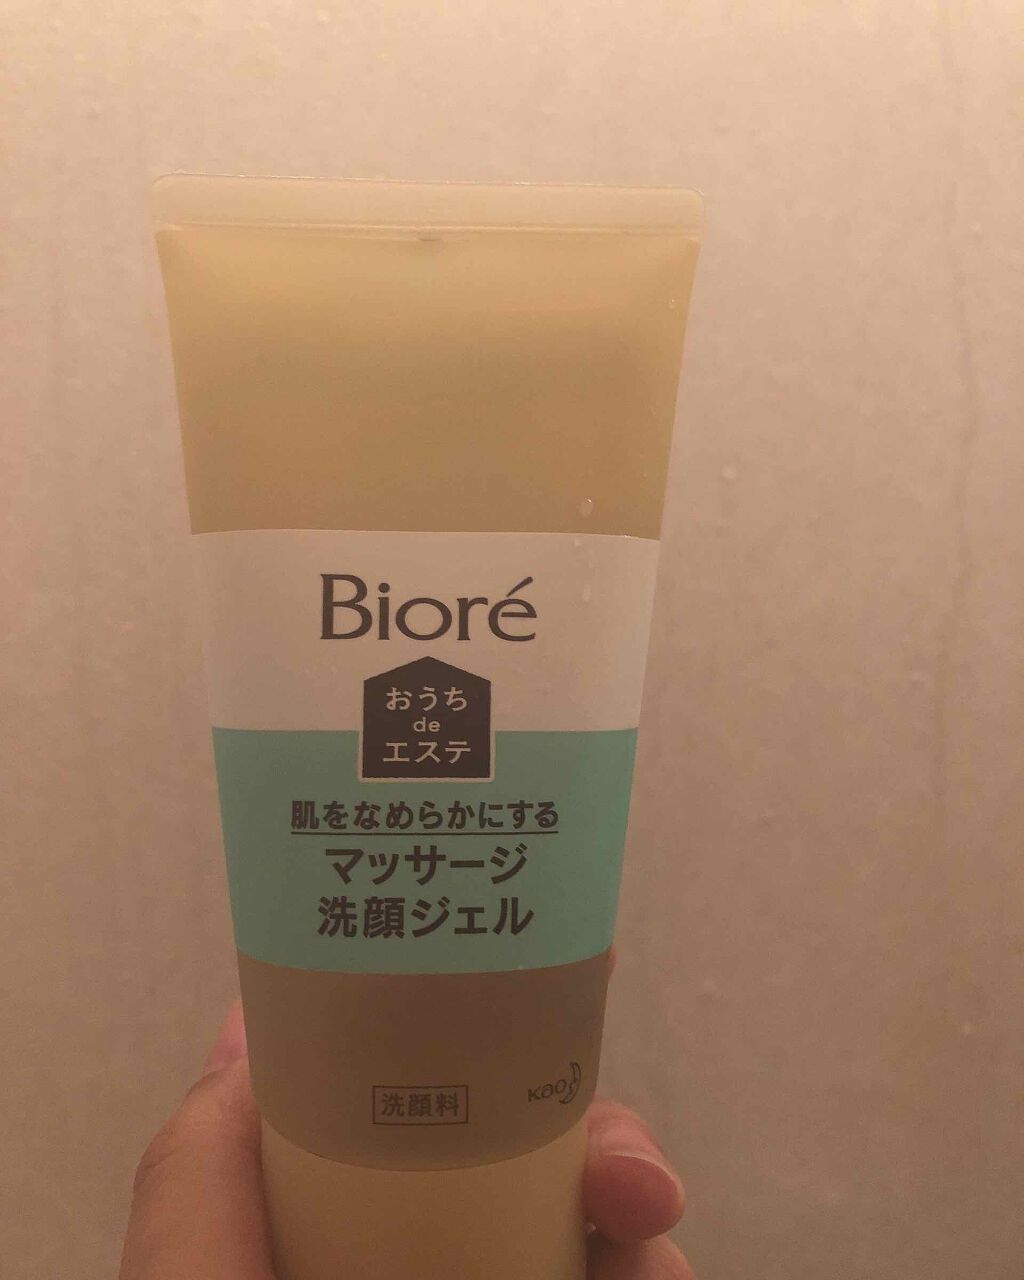 Bioré
おうち
de
エステ
肌をなめらかにする
マッサージ
洗顔ジェル
洗顔料
Kao